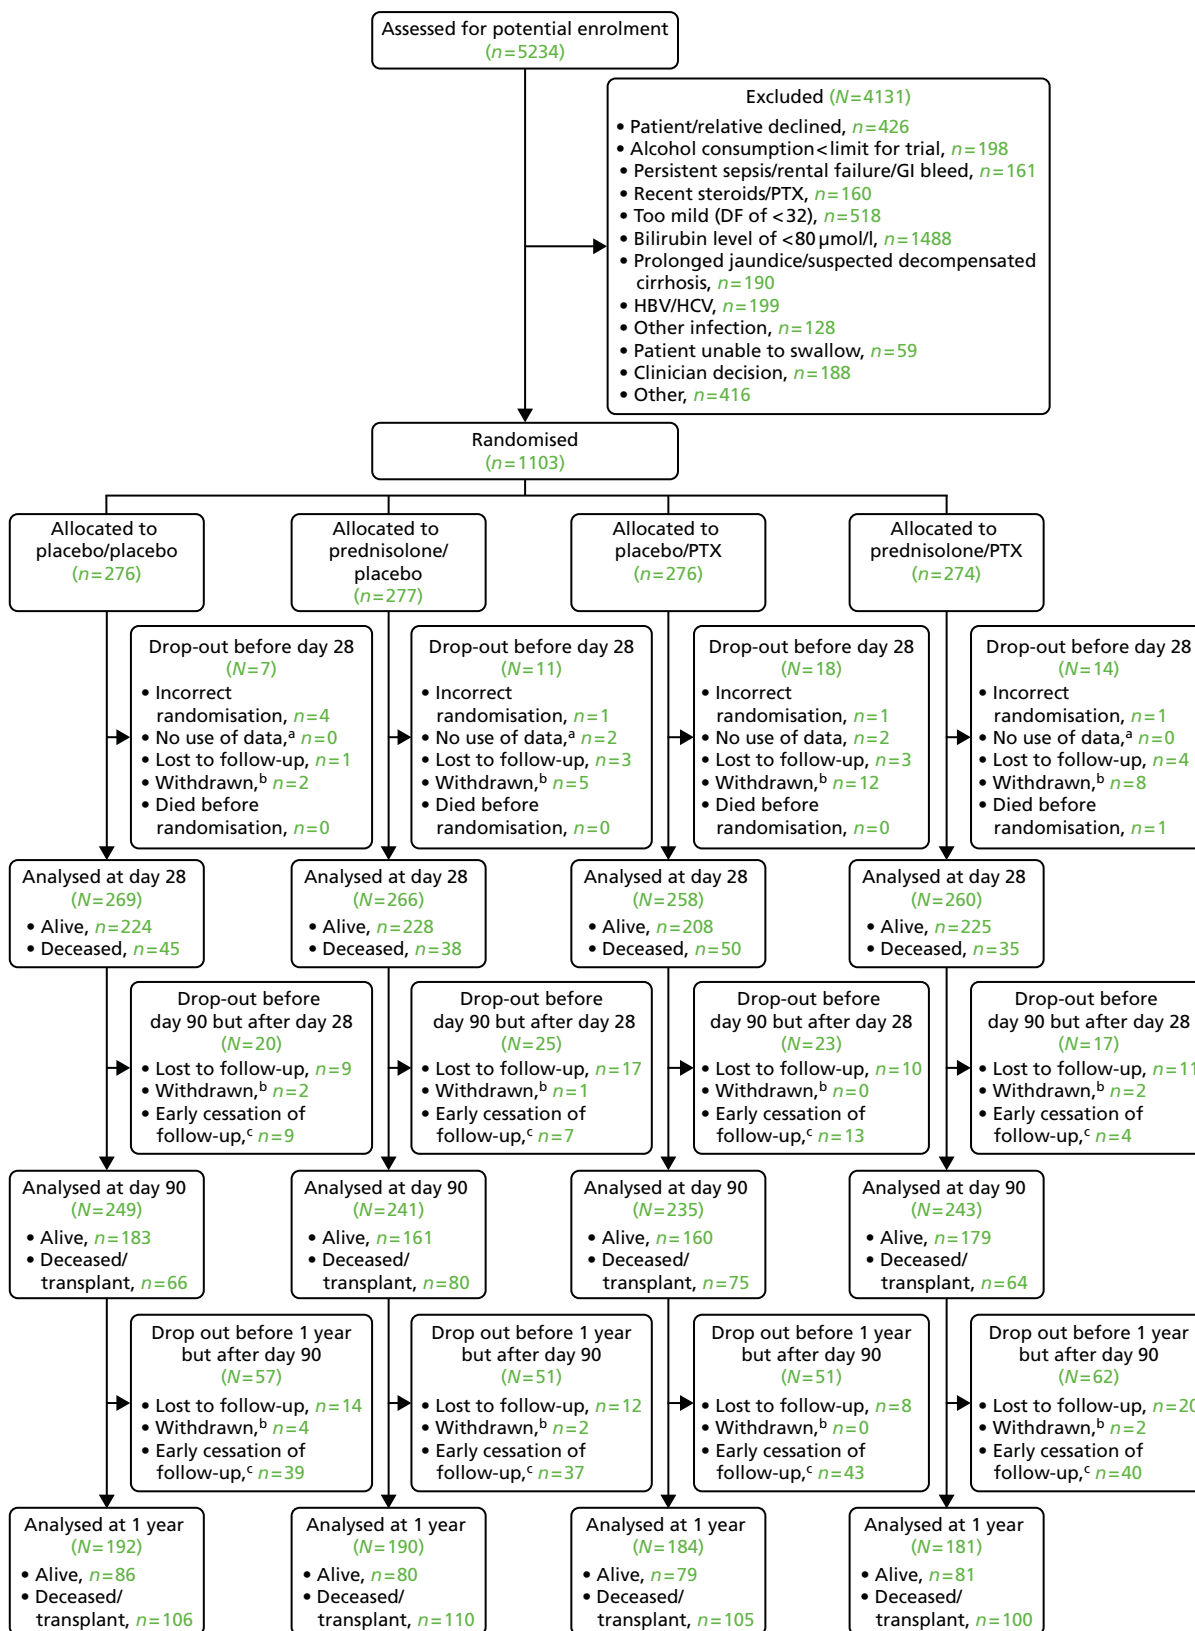 Assessed for potential enrolment
(n=5234)
Excluded (N=4131)
• Patient/relative declined, n=426
• Alcohol consumption<limit for trial, n=198
• Persistent sepsis/rental failure/GI bleed, n=161
• Recent steroids/PTX, n=160
• Too mild (DF of <32), n=518
• Bilirubin level of <80 µmol/l, n=1488
• Prolonged jaundice/suspected decompensated
cirrhosis, n=190
• HBV/HCV, n=199
• Other infection, n=128
• Patient unable to swallow, n=59
• Clinician decision, n=188
• Other, n=416
Randomised
(n=1103)
Allocated to
placebo/placebo
(n=276)
Allocated to
prednisolone/
placebo
(n=277)
Allocated to
placebo/PTX
(n=276)
Allocated to
prednisolone/PTX
(n=274)
Drop-out before day 28
(N=7)
• Incorrect
randomisation, n=4
• No use of data,ᵃ n=0
• Lost to follow-up, n=1
• Withdrawn,ᵇ n=2
• Died before
randomisation, n=0
Drop-out before day 28
(N=11)
• Incorrect
randomisation, n=1
• No use of data,ᵃ n=2
• Lost to follow-up, n=3
• Withdrawn,ᵇ n=5
• Died before
randomisation, n=0
Drop-out before day 28
(N=18)
• Incorrect
randomisation, n=1
• No use of data, n=2
• Lost to follow-up, n=3
• Withdrawn,ᵇ n=12
• Died before
randomisation, n=0
Drop-out before day 28
(N=14)
• Incorrect
randomisation, n=1
• No use of data,ᵃ n=0
• Lost to follow-up, n=4
• Withdrawn,ᵇ n=8
• Died before
randomisation, n=1
Analysed at day 28
(N=269)
• Alive, n=224
• Deceased, n=45
Analysed at day 28
(N=266)
• Alive, n=228
• Deceased, n=38
Analysed at day 28
(N=258)
• Alive, n=208
• Deceased, n=50
Analysed at day 28
(N=260)
• Alive, n=225
• Deceased, n=35
Drop-out before
day 90 but after day 28
(N=20)
• Lost to follow-up, n=9
• Withdrawn,ᵇ n=2
• Early cessation of
follow-up,ᶜ n=9
Drop-out before
day 90 but after day 28
(N=25)
• Lost to follow-up, n=17
• Withdrawn,ᵇ n=1
• Early cessation of
follow-up,ᶜ n=7
Drop-out before
day 90 but after day 28
(N=23)
• Lost to follow-up, n=10
• Withdrawn,ᵇ n=0
• Early cessation of
follow-up,ᶜ n=13
Drop-out before
day 90 but after day 28
(N=17)
• Lost to follow-up, n=11
• Withdrawn,ᵇ n=2
• Early cessation of
follow-up,ᶜ n=4
Analysed at day 90
(N=249)
• Alive, n=183
• Deceased/
transplant, n=66
Analysed at day 90
(N=241)
• Alive, n=161
• Deceased/
transplant, n=80
Analysed at day 90
(N=235)
• Alive, n=160
• Deceased/
transplant, n=75
Analysed at day 90
(N=243)
• Alive, n=179
• Deceased/
transplant, n=64
Drop out before 1 year
but after day 90
(N=57)
• Lost to follow-up, n=14
• Withdrawn,ᵇ n=4
• Early cessation of
follow-up,ᶜ n=39
Drop out before 1 year
but after day 90
(N=51)
• Lost to follow-up, n=12
• Withdrawn,ᵇ n=2
• Early cessation of
follow-up,ᶜ n=37
Drop out before 1 year
but after day 90
(N=51)
• Lost to follow-up, n=8
• Withdrawn,ᵇ n=0
• Early cessation of
follow-up,ᶜ n=43
Drop out before 1 year
but after day 90
(N=62)
• Lost to follow-up, n=20
• Withdrawn,ᵇ n=2
• Early cessation of
follow-up,ᶜ n=40
Analysed at 1 year
(N=192)
• Alive, n=86
• Deceased/
transplant, n=106
Analysed at 1 year
(N=190)
• Alive, n=80
• Deceased/
transplant, n=110
Analysed at 1 year
(N=184)
• Alive, n=79
• Deceased/
transplant, n=105
Analysed at 1 year
(N=181)
• Alive, n=81
• Deceased/
transplant, n=100